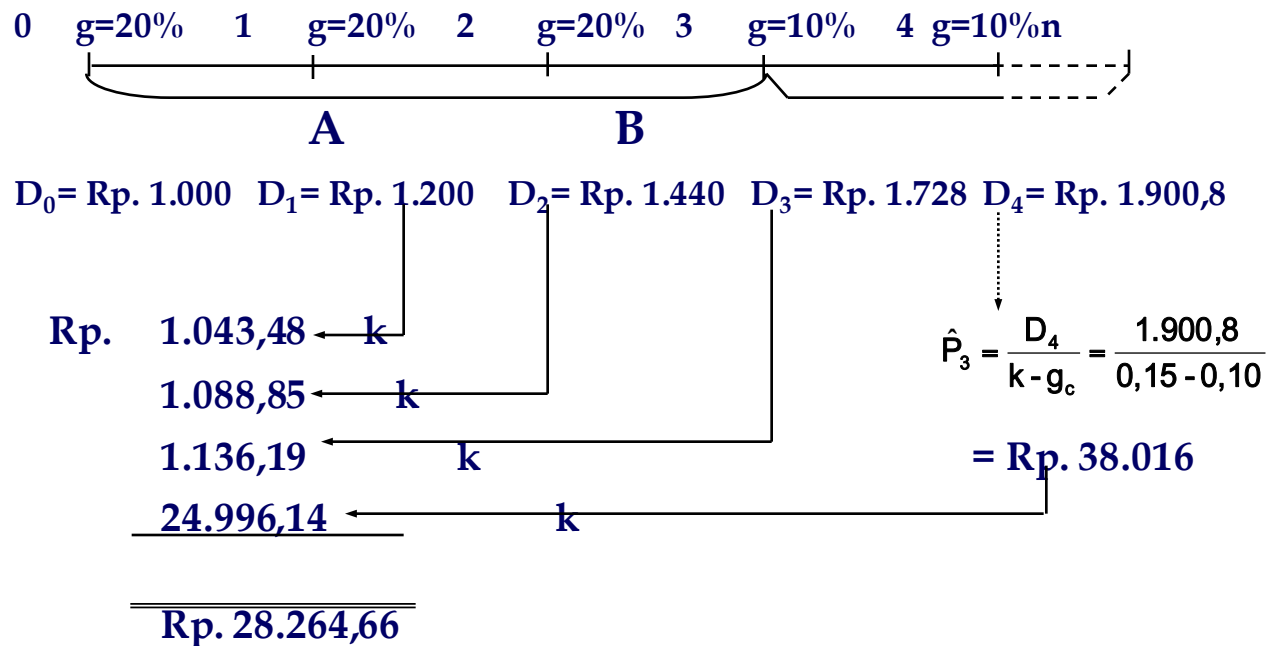 0 g=20% 1 g=20% 2 g=20% 3 g=10% 4 g=10%n
A B
D₀= Rp. 1.000 D₁= Rp. 1.200 D₂= Rp. 1.440 D₃= Rp. 1.728 D₄= Rp. 1.900,8
Rp. 1.043,48 k
P̂₃ = D₄ / k - g_c = 1.900,8 / 0,15 - 0,10
1.088,85 k
1.136,19 k
= Rp. 38.016
24.996,14 k
Rp. 28.264,66